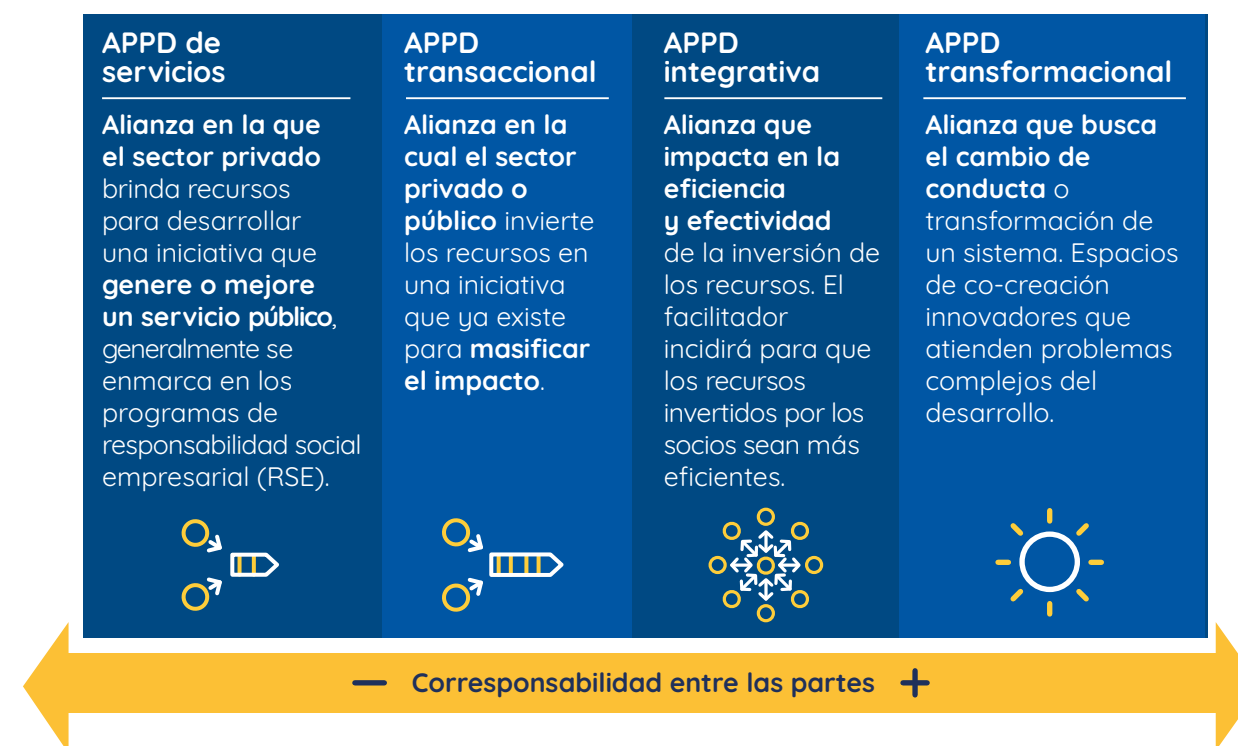 APPD de
servicios
Alianza en la que
el sector privado
brinda recursos
para desarrollar
una iniciativa que
genere o mejore
un servicio público,
generalmente se
enmarca en los
programas de
responsabilidad social
empresarial (RSE).
APPD
transaccional
Alianza en la
cual el sector
privado o
público invierte
los recursos en
una iniciativa
que ya existe
para masificar
el impacto.
APPD
integrativa
Alianza que
impacta en la
eficiencia
y efectividad
de la inversión de
los recursos. El
facilitador
incidirá para que
los recursos
invertidos por los
socios sean más
eficientes.
APPD
transformacional
Alianza que busca
el cambio de
conducta o
transformación de
un sistema. Espacios
de co-creación
innovadores que
atienden problemas
complejos del
desarrollo.
− Corresponsabilidad entre las partes +